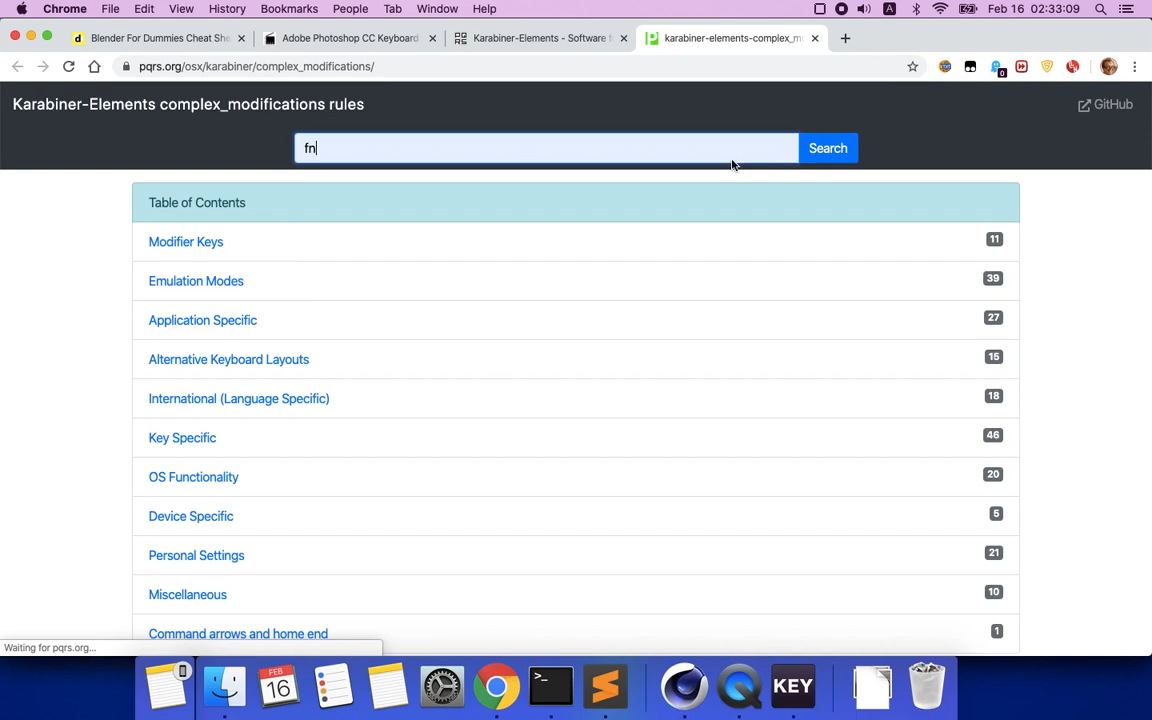 Chrome File Edit View History Bookmarks People Tab Window Help A Feb 16 02:33:09
Blender For Dummies Cheat She Adobe Photoshop CC Keyboard Karabiner-Elements - Software f karabiner-elements-complex_m
pqrs.org/osx/karabiner/complex_modifications/ 0
Karabiner-Elements complex_modifications rules GitHub
fn Search
Table of Contents
Modifier Keys 11
Emulation Modes 39
Application Specific 27
Alternative Keyboard Layouts 15
International (Language Specific) 18
Key Specific 46
OS Functionality 20
Device Specific 5
Personal Settings 21
Miscellaneous 10
Command arrows and home end 1
Waiting for pqrs.org...
FEB
16 >_ KEY